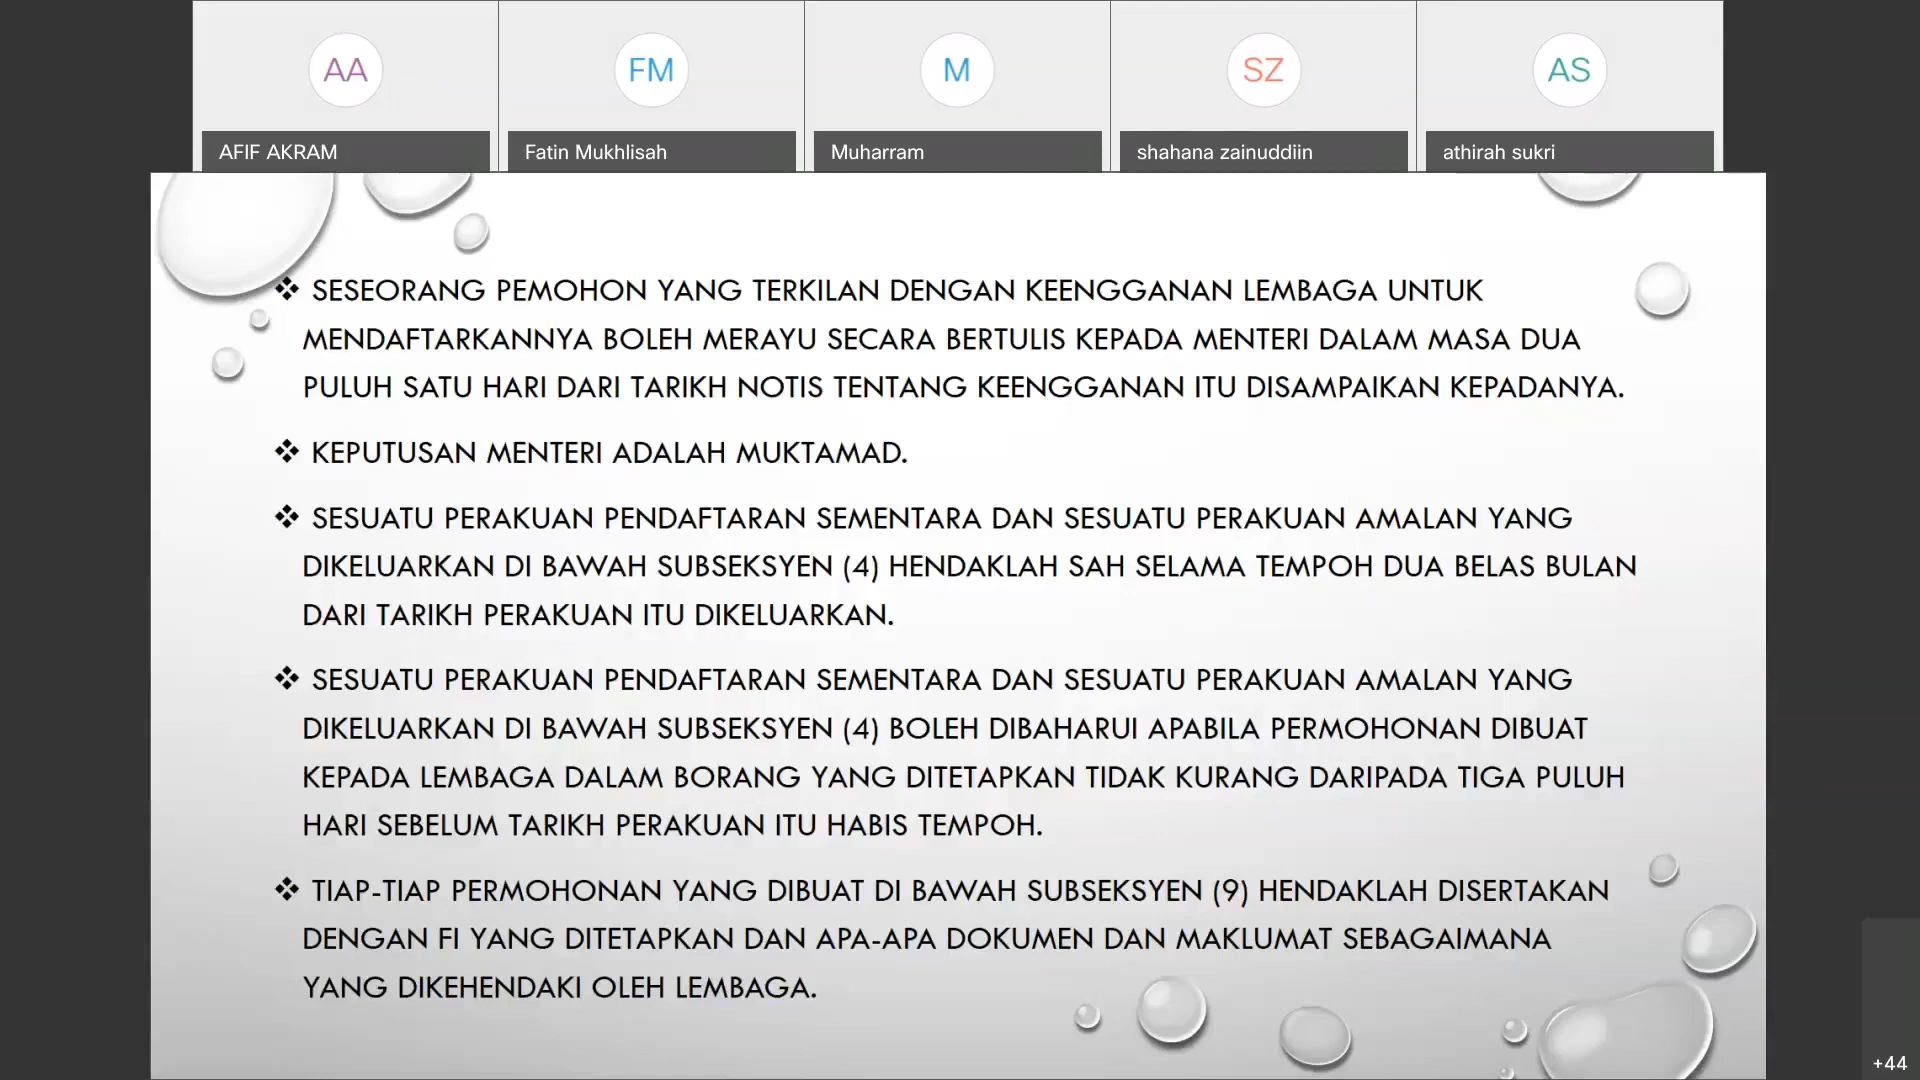 AA
FM
M
SZ
AS
AFIF AKRAM
Fatin Mukhlisah
Muharram
shahana zainuddiin
athirah sukri
❖ SESEORANG PEMOHON YANG TERKILAN DENGAN KEENGGANAN LEMBAGA UNTUK
MENDAFTARKANNYA BOLEH MERAYU SECARA BERTULIS KEPADA MENTERI DALAM MASA DUA
PULUH SATU HARI DARI TARIKH NOTIS TENTANG KEENGGANAN ITU DISAMPAIKAN KEPADANYA.
❖ KEPUTUSAN MENTERI ADALAH MUKTAMAD.
❖ SESUATU PERAKUAN PENDAFTARAN SEMENTARA DAN SESUATU PERAKUAN AMALAN YANG
DIKELUARKAN DI BAWAH SUBSEKSYEN (4) HENDAKLAH SAH SELAMA TEMPOH DUA BELAS BULAN
DARI TARIKH PERAKUAN ITU DIKELUARKAN.
❖ SESUATU PERAKUAN PENDAFTARAN SEMENTARA DAN SESUATU PERAKUAN AMALAN YANG
DIKELUARKAN DI BAWAH SUBSEKSYEN (4) BOLEH DIBAHARUI APABILA PERMOHONAN DIBUAT
KEPADA LEMBAGA DALAM BORANG YANG DITETAPKAN TIDAK KURANG DARIPADA TIGA PULUH
HARI SEBELUM TARIKH PERAKUAN ITU HABIS TEMPOH.
❖ TIAP-TIAP PERMOHONAN YANG DIBUAT DI BAWAH SUBSEKSYEN (9) HENDAKLAH DISERTAKAN
DENGAN FI YANG DITETAPKAN DAN APA-APA DOKUMEN DAN MAKLUMAT SEBAGAIMANA
YANG DIKEHENDAKI OLEH LEMBAGA.
+44